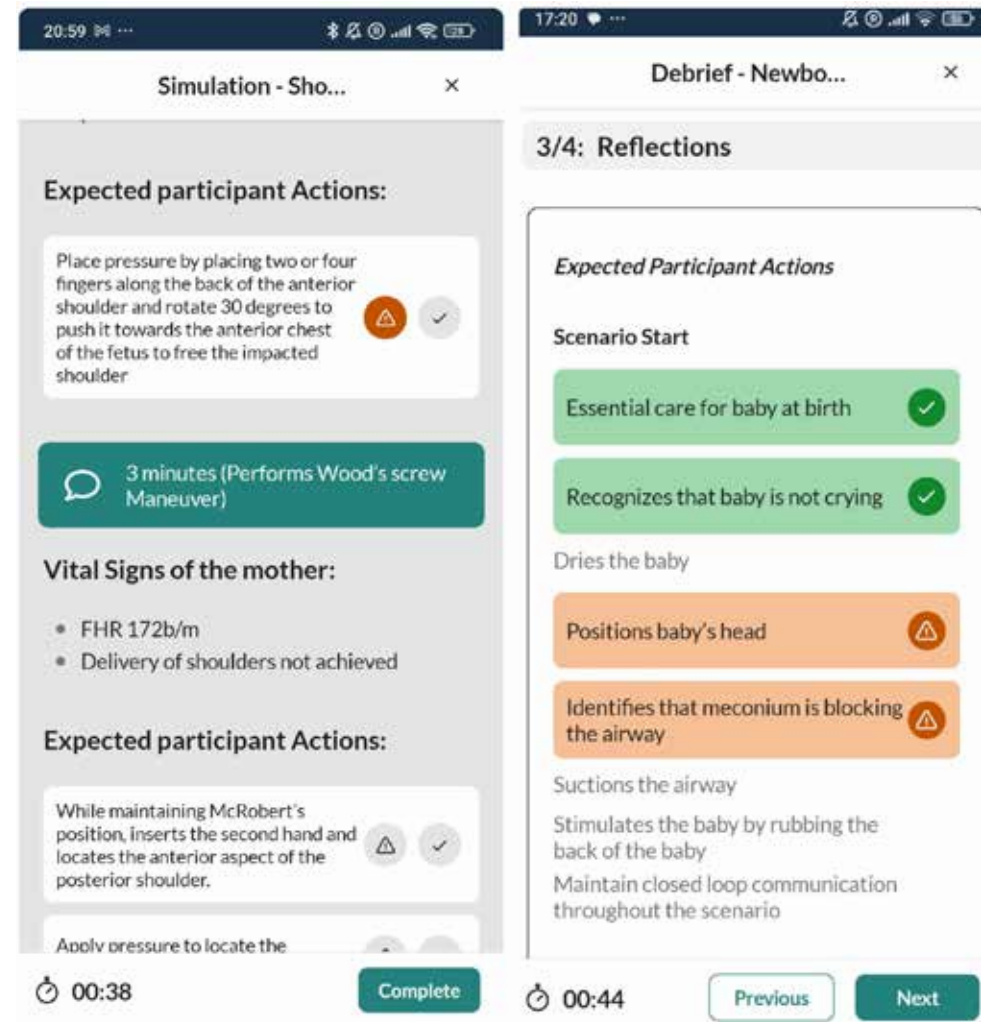 20:59 ...
Simulation - Sho... ×
Expected participant Actions:
Place pressure by placing two or four
fingers along the back of the anterior
shoulder and rotate 30 degrees to
push it towards the anterior chest
of the fetus to free the impacted
shoulder
3 minutes (Performs Wood's screw
Maneuver)
Vital Signs of the mother:
• FHR 172b/m
• Delivery of shoulders not achieved
Expected participant Actions:
While maintaining McRobert's
position, inserts the second hand and
locates the anterior aspect of the
posterior shoulder.
Apply pressure to locate the
00:38
Complete
17:20 ...
Debrief - Newbo... ×
3/4: Reflections
Expected Participant Actions
Scenario Start
Essential care for baby at birth
Recognizes that baby is not crying
Dries the baby
Positions baby's head
Identifies that meconium is blocking
the airway
Suctions the airway
Stimulates the baby by rubbing the
back of the baby
Maintain closed loop communication
throughout the scenario
00:44
Previous
Next